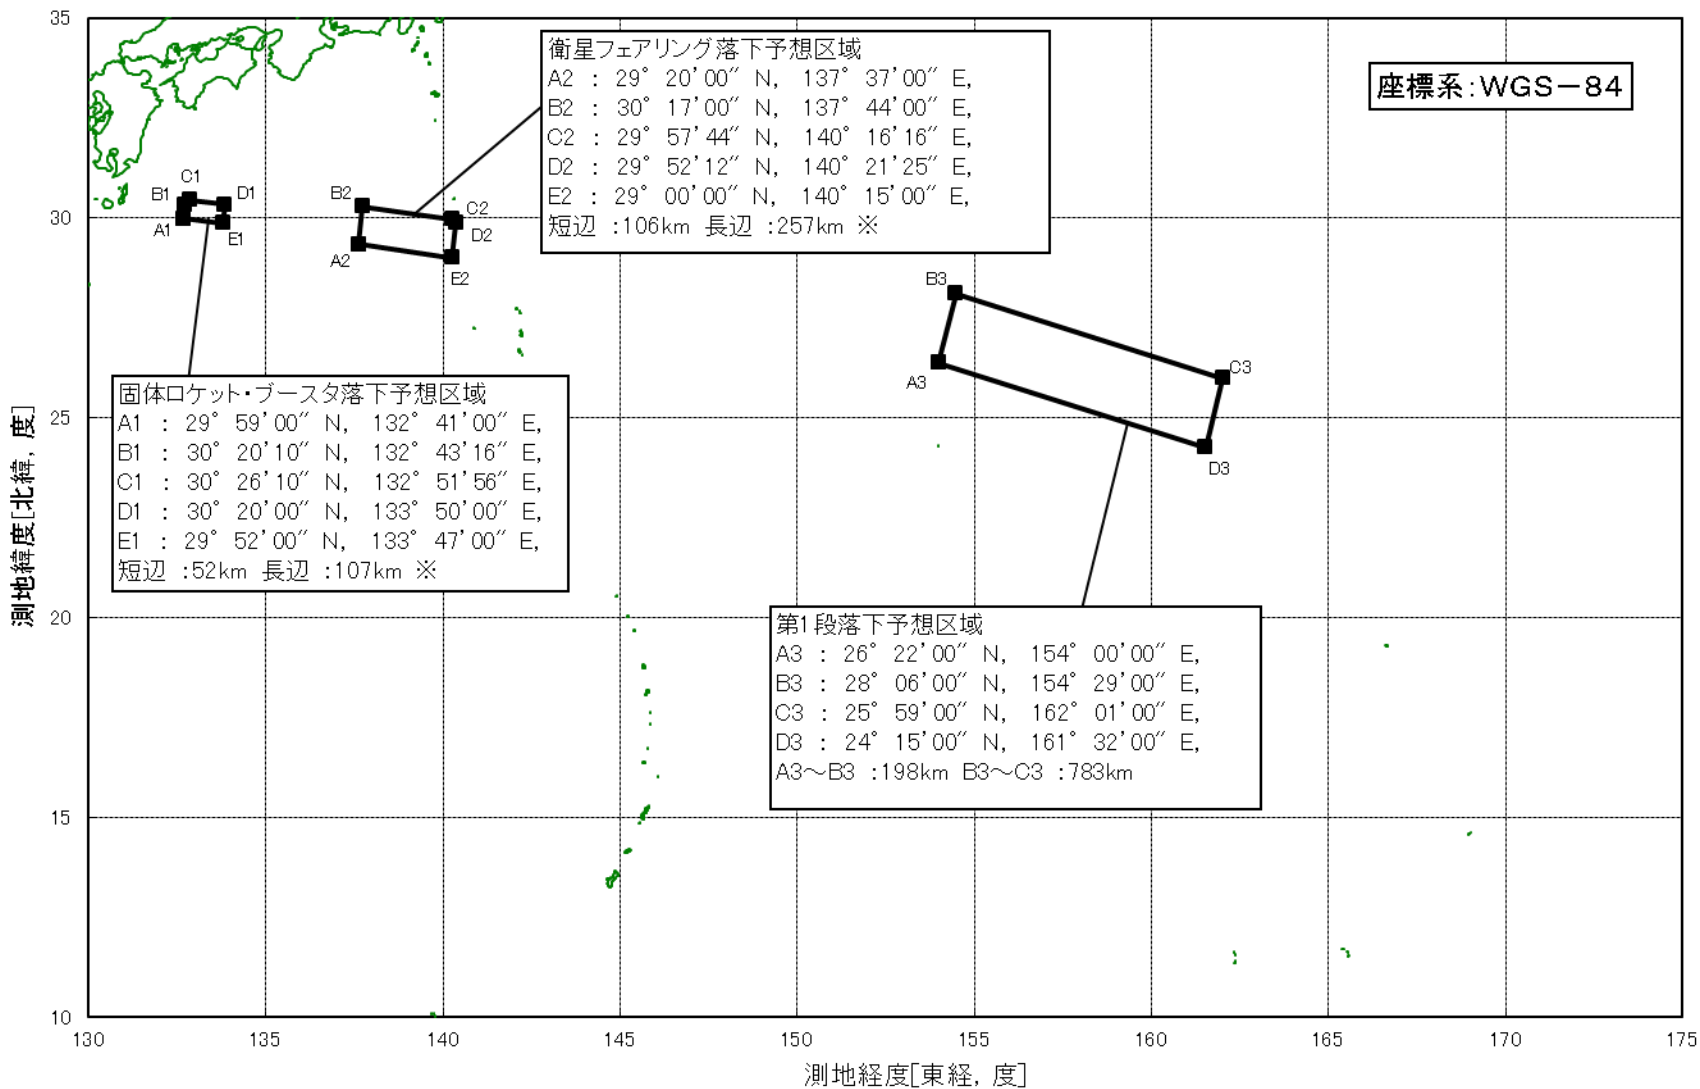 35
30
25
20
15
10
測地緯度[北緯, 度]
座標系:WGS−84
衛星フェアリング落下予想区域
A2 : 29° 20'00″ N, 137° 37'00″ E,
B2 : 30° 17'00″ N, 137° 44'00″ E,
C2 : 29° 57'44″ N, 140° 16'16″ E,
D2 : 29° 52'12″ N, 140° 21'25″ E,
E2 : 29° 00'00″ N, 140° 15'00″ E,
短辺 :106km 長辺 :257km ※
C1
B1
D1
A1
E1
B2
C2
D2
A2
E2
B3
A3
C3
D3
固体ロケット・ブースタ落下予想区域
A1 : 29° 59'00″ N, 132° 41'00″ E,
B1 : 30° 20'10″ N, 132° 43'16″ E,
C1 : 30° 26'10″ N, 132° 51'56″ E,
D1 : 30° 20'00″ N, 133° 50'00″ E,
E1 : 29° 52'00″ N, 133° 47'00″ E,
短辺 :52km 長辺 :107km ※
第1段落下予想区域
A3 : 26° 22'00″ N, 154° 00'00″ E,
B3 : 28° 06'00″ N, 154° 29'00″ E,
C3 : 25° 59'00″ N, 162° 01'00″ E,
D3 : 24° 15'00″ N, 161° 32'00″ E,
A3〜B3 :198km B3〜C3 :783km
130 135 140 145 150 155 160 165 170 175
測地経度[東経, 度]